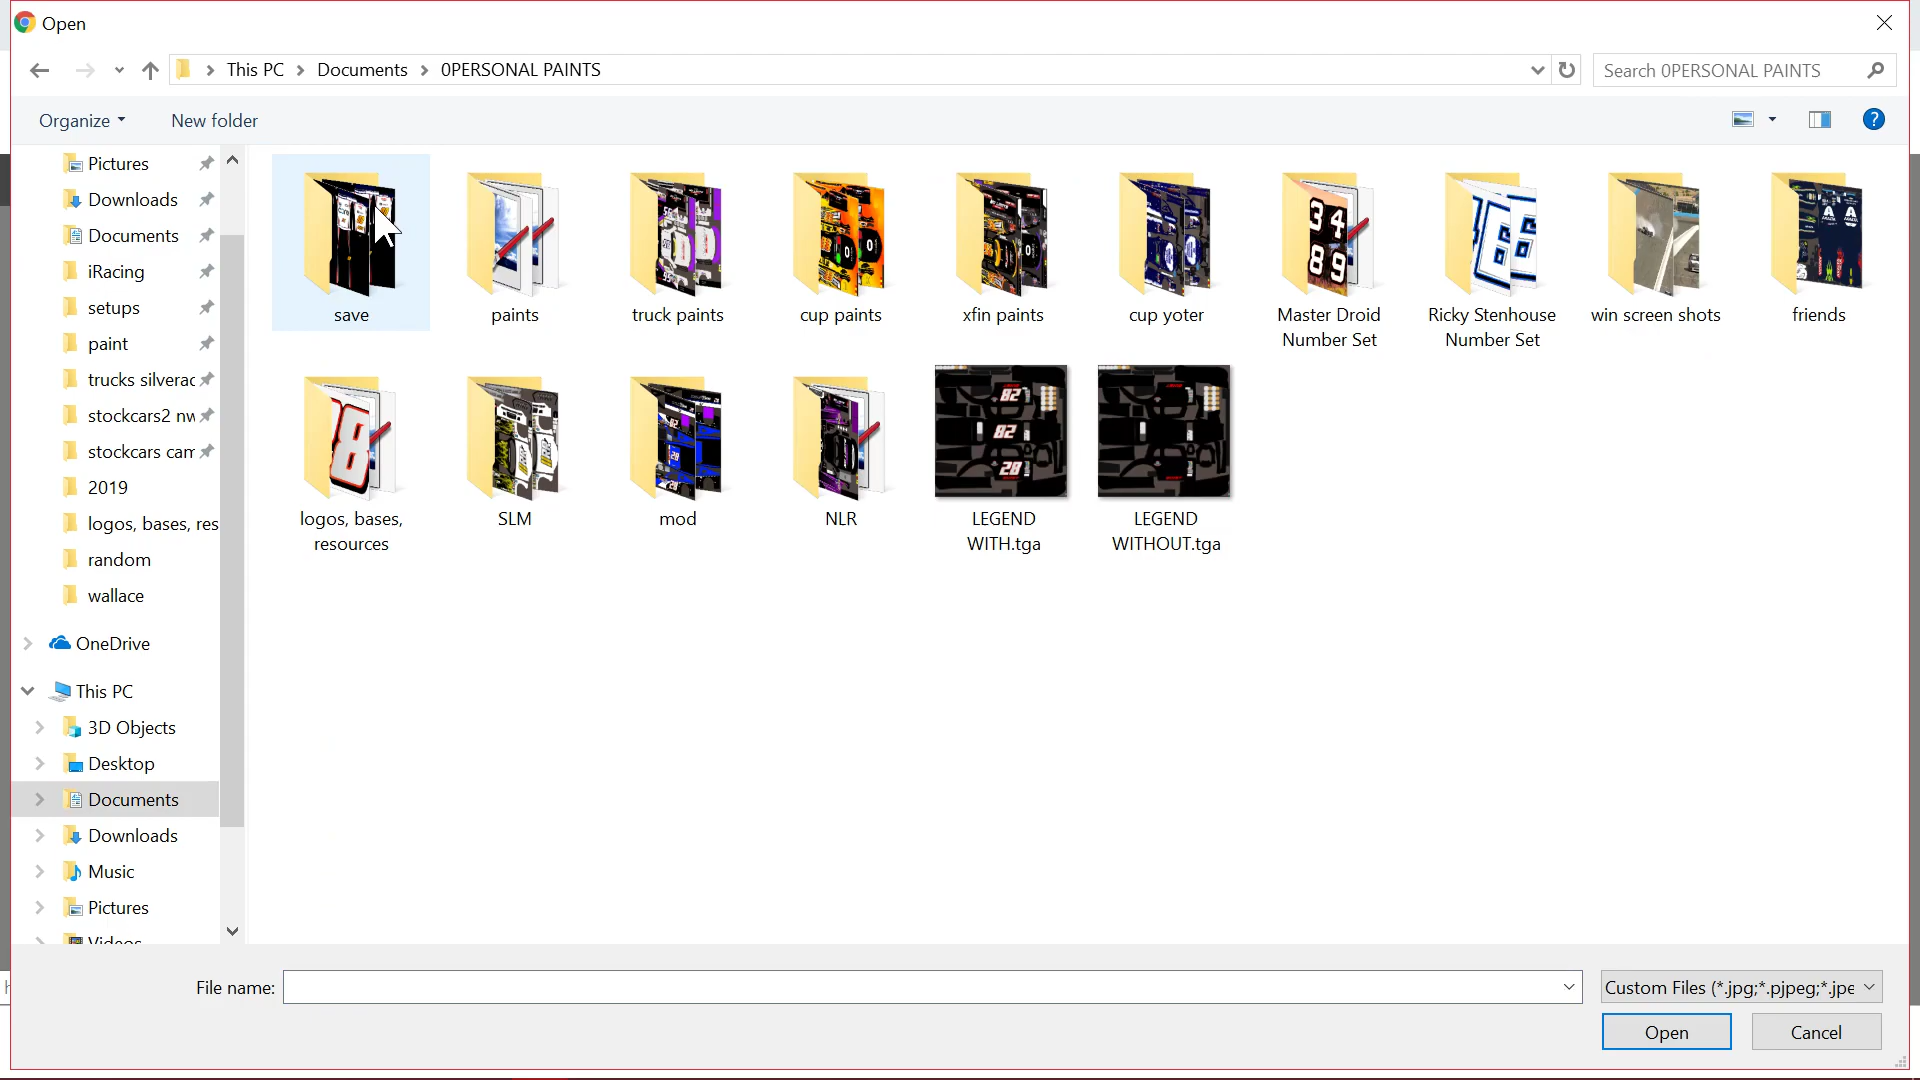 Open
This PC > Documents > 0PERSONAL PAINTS
Search 0PERSONAL PAINTS
Organize
New folder
Pictures
Downloads
Documents
iRacing
setups
paint
trucks silverac
stockcars2 nw
stockcars cam
2019
logos, bases, res
random
wallace
OneDrive
This PC
3D Objects
Desktop
Documents
Downloads
Music
Pictures
Videos
save
paints
truck paints
cup paints
xfin paints
cup yoter
Master Droid
Number Set
Ricky Stenhouse
Number Set
win screen shots
friends
logos, bases,
resources
SLM
mod
NLR
LEGEND
WITH.tga
LEGEND
WITHOUT.tga
File name:
Custom Files (*.jpg;*.pjpeg;*.jpe
Open
Cancel